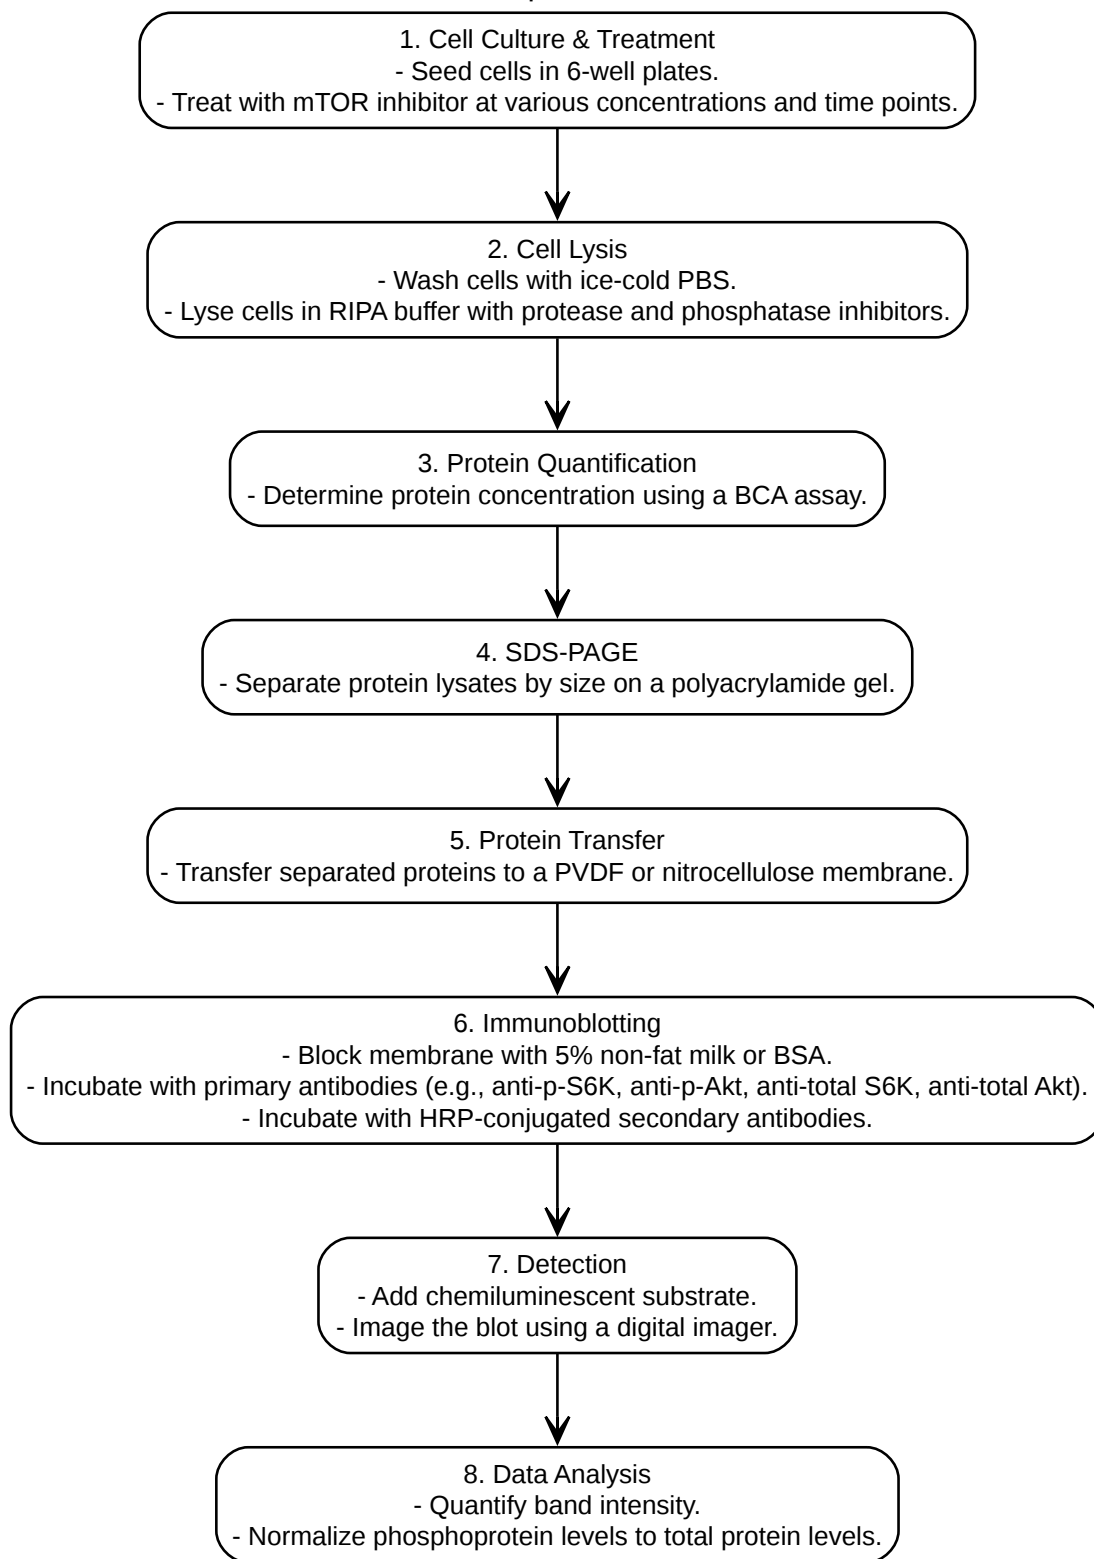 1. Cell Culture & Treatment
- Seed cells in 6-well plates.
- Treat with mTOR inhibitor at various concentrations and time points.
2. Cell Lysis
- Wash cells with ice-cold PBS.
- Lyse cells in RIPA buffer with protease and phosphatase inhibitors.
3. Protein Quantification
- Determine protein concentration using a BCA assay.
4. SDS-PAGE
- Separate protein lysates by size on a polyacrylamide gel.
5. Protein Transfer
- Transfer separated proteins to a PVDF or nitrocellulose membrane.
6. Immunoblotting
- Block membrane with 5% non-fat milk or BSA.
- Incubate with primary antibodies (e.g., anti-p-S6K, anti-p-Akt, anti-total S6K, anti-total Akt).
- Incubate with HRP-conjugated secondary antibodies.
7. Detection
- Add chemiluminescent substrate.
- Image the blot using a digital imager.
8. Data Analysis
- Quantify band intensity.
- Normalize phosphoprotein levels to total protein levels.